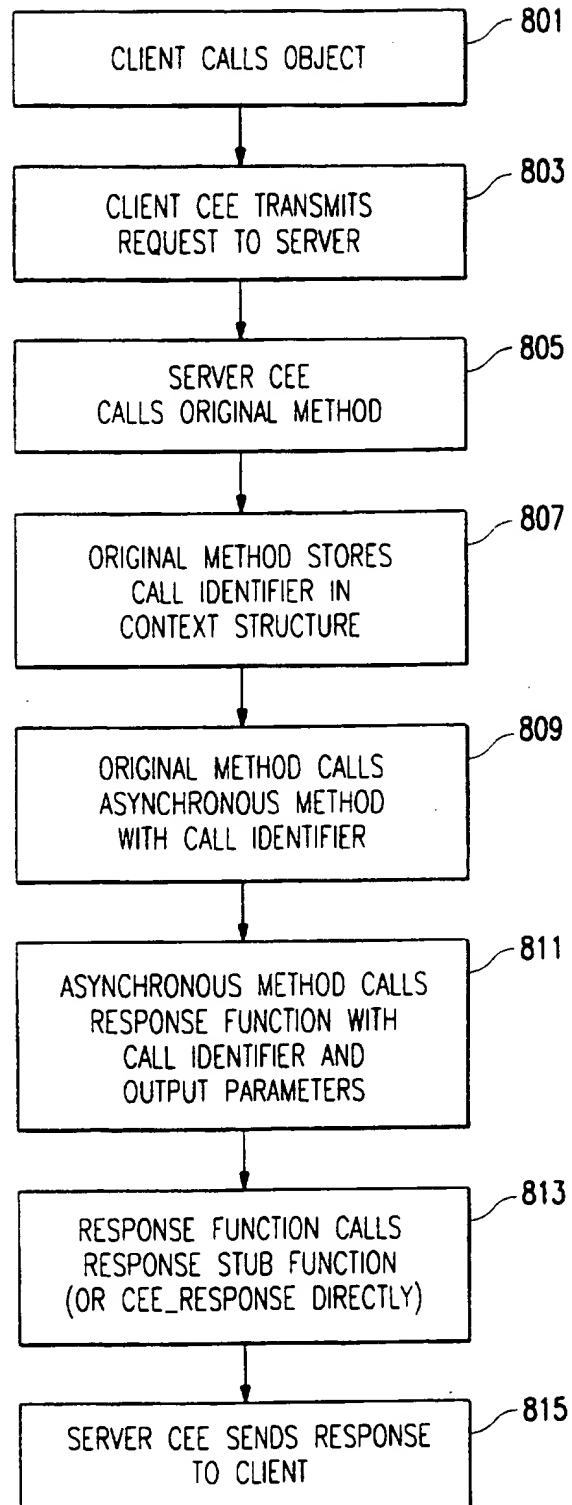 801
CLIENT CALLS OBJECT
803
CLIENT CEE TRANSMITS
REQUEST TO SERVER
805
SERVER CEE
CALLS ORIGINAL METHOD
807
ORIGINAL METHOD STORES
CALL IDENTIFIER IN
CONTEXT STRUCTURE
809
ORIGINAL METHOD CALLS
ASYNCHRONOUS METHOD
WITH CALL IDENTIFIER
811
ASYNCHRONOUS METHOD CALLS
RESPONSE FUNCTION WITH
CALL IDENTIFIER AND
OUTPUT PARAMETERS
813
RESPONSE FUNCTION CALLS
RESPONSE STUB FUNCTION
(OR CEE_RESPONSE DIRECTLY)
815
SERVER CEE SENDS RESPONSE
TO CLIENT